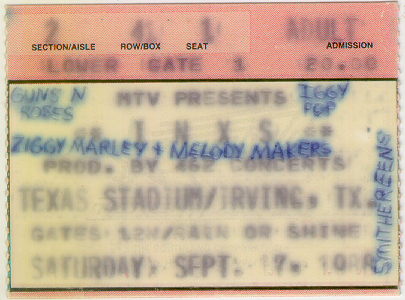 2 4 1 ADULT
SECTION/AISLE ROW/BOX SEAT ADMISSION
LOWER GATE 1 20.00
GUNS N ROSES
MTV PRESENTS
IGGY POP
** INXS **
ZIGGY MARLEY + MELODY MAKERS
PROD. BY 462 CONCERTS
TEXAS STADIUM/IRVING, TX.
GATES 12N/RAIN OR SHINE
SATURDAY, SEPT. 17,
SMITHEREENS